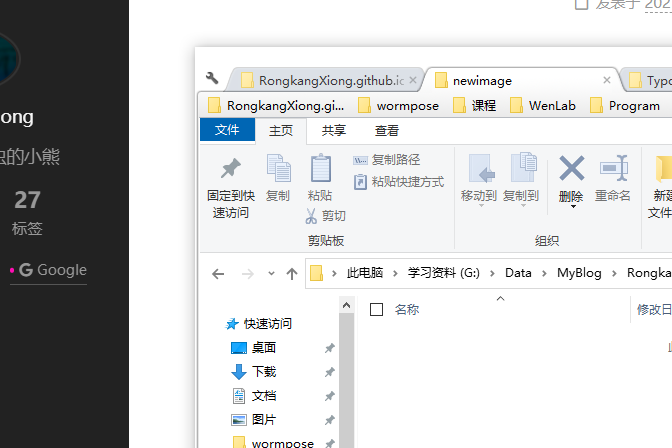 发表于 202
ong
的小熊
27
标签
Google
RongkangXiong.github.io
newimage
Typo
RongkangXiong.gi...
wormpose
课程
WenLab
Program
文件
主页
共享
查看
固定到快速访问
复制
粘贴
复制路径
粘贴快捷方式
剪切
移动到
复制到
删除
重命名
新建
文件
剪贴板
组织
此电脑
学习资料 (G:)
Data
MyBlog
Rongka
名称
修改日
快速访问
桌面
下载
文档
图片
wormpose